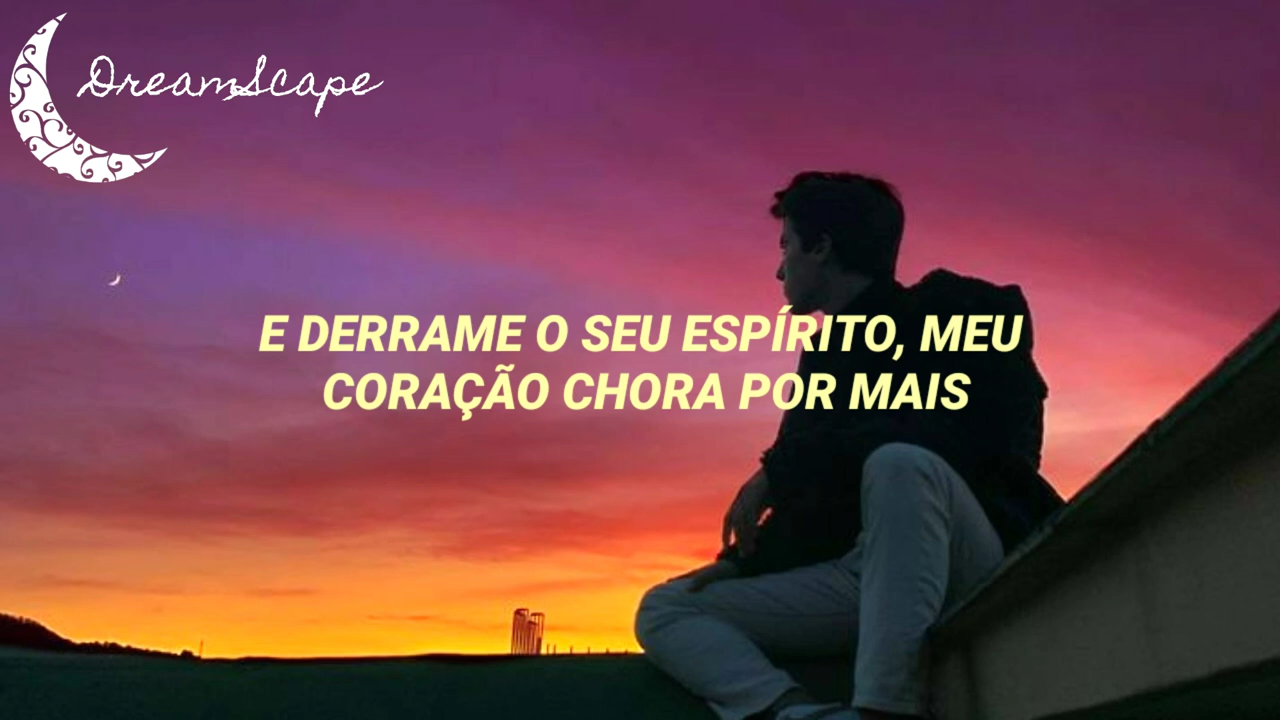 DreamScape
E DERRAME O SEU ESPÍRITO, MEU
CORAÇÃO CHORA POR MAIS